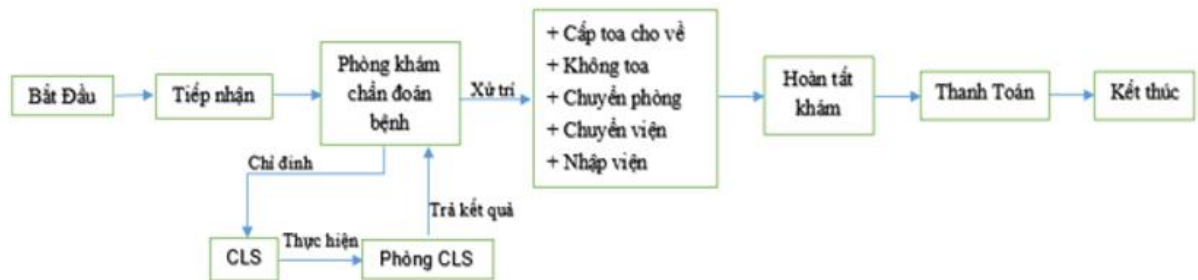 Bắt Đầu
Tiếp nhận
Phòng khám
chẩn đoán
bệnh
Xử trí
+ Cấp toa cho về
+ Không toa
+ Chuyển phòng
+ Chuyển viện
+ Nhập viện
Hoàn tất
khám
Thanh Toán
Kết thúc
Chỉ đinh
Trả kết quả
CLS
Thực hiện
Phòng CLS